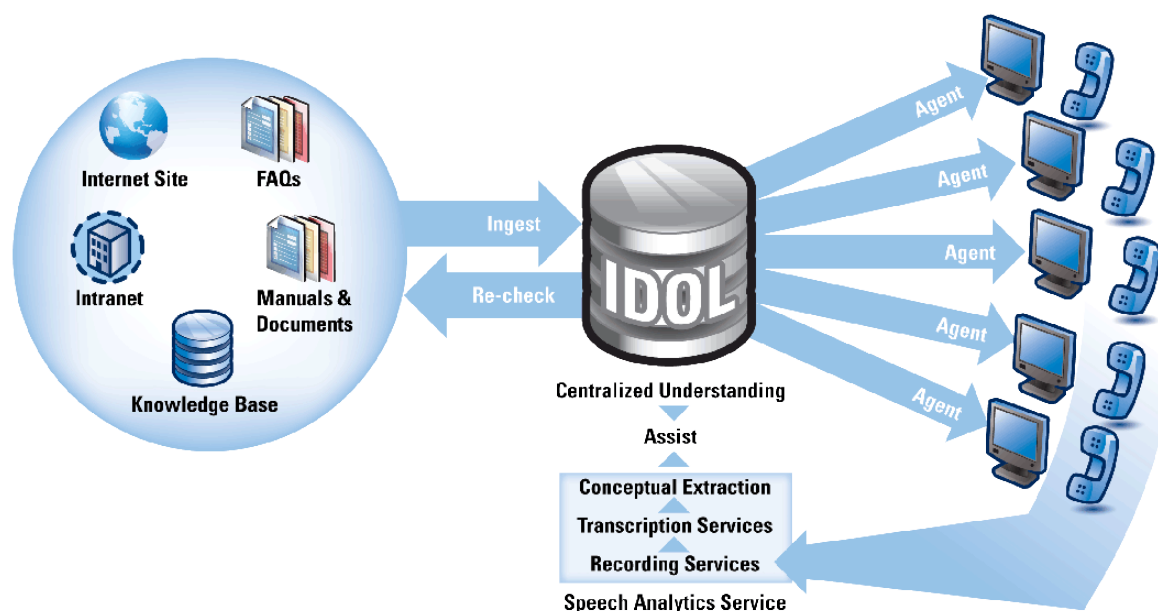 Internet Site
FAQs
Intranet
Manuals &
Documents
Knowledge Base
Ingest
Re-check
IDOL
Centralized Understanding
Assist
Conceptual Extraction
Transcription Services
Recording Services
Speech Analytics Service
Agent
Agent
Agent
Agent
Agent